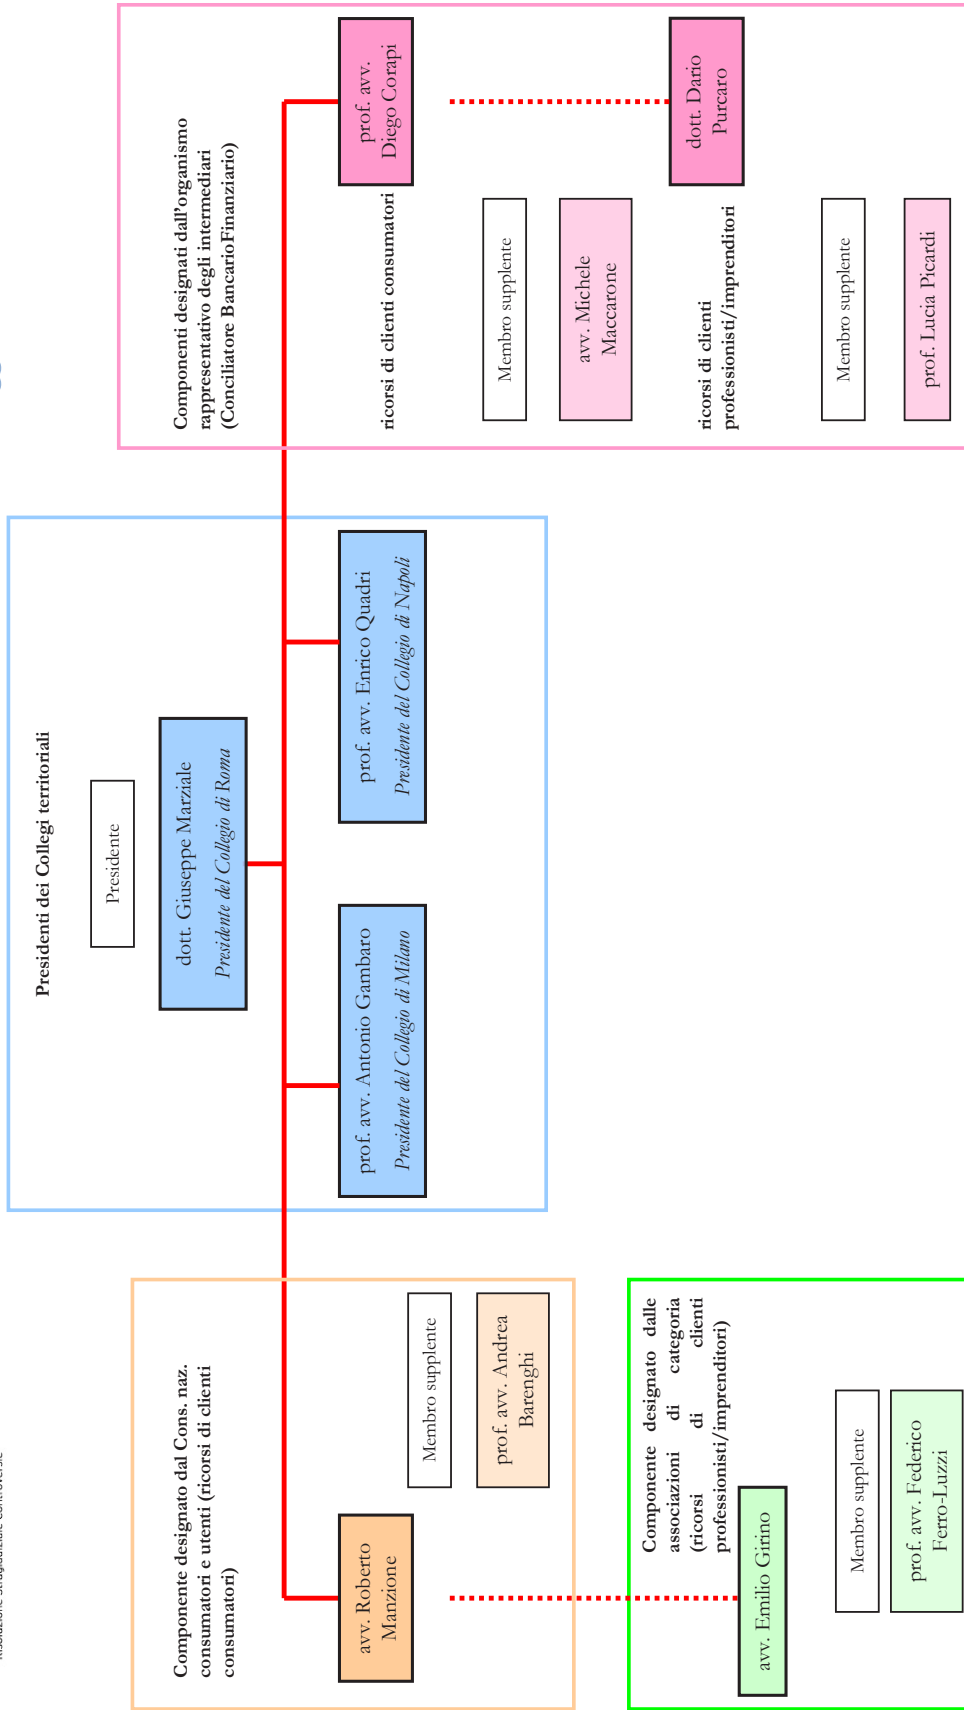 Risoluzione Stragiudiziale Controversie
Presidenti dei Collegi territoriali
Presidente
dott. Giuseppe Marziale
Presidente del Collegio di Roma
prof. avv. Antonio Gambaro
Presidente del Collegio di Milano
prof. avv. Enrico Quadri
Presidente del Collegio di Napoli
Componente designato dal Cons. naz.
consumatori e utenti (ricorsi di clienti
consumatori)
avv. Roberto
Manzione
Membro supplente
prof. avv. Andrea
Barenghi
Componente designato dalle
associazioni di categoria
(ricorsi di clienti
professionisti/imprenditori)
avv. Emilio Girino
Membro supplente
prof. avv. Federico
Ferro-Luzzi
Componenti designati dall'organismo
rappresentativo degli intermediari
(Conciliatore BancarioFinanziario)
ricorsi di clienti consumatori
prof. avv.
Diego Corapi
Membro supplente
avv. Michele
Maccarone
ricorsi di clienti
professionisti/imprenditori
dott. Dario
Purcaro
Membro supplente
prof. Lucia Picardi